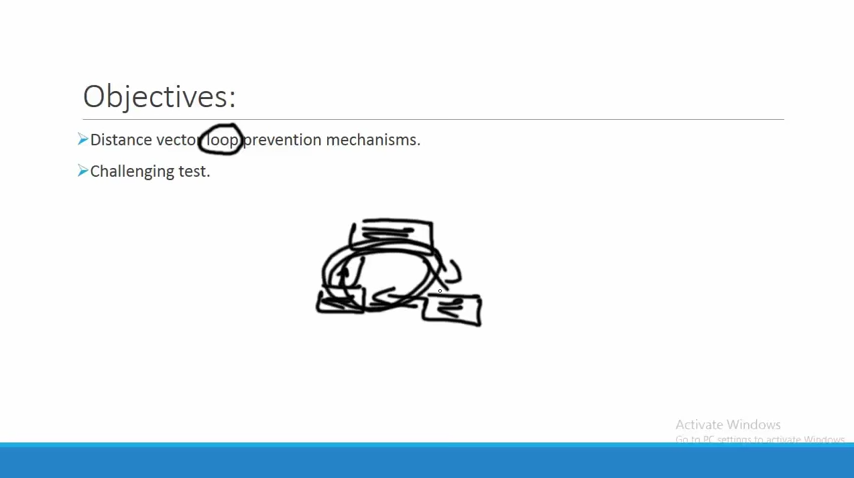 Objectives:
Distance vector loop prevention mechanisms.
Challenging test.
Activate Windows
Go to PC settings to activate Windows.